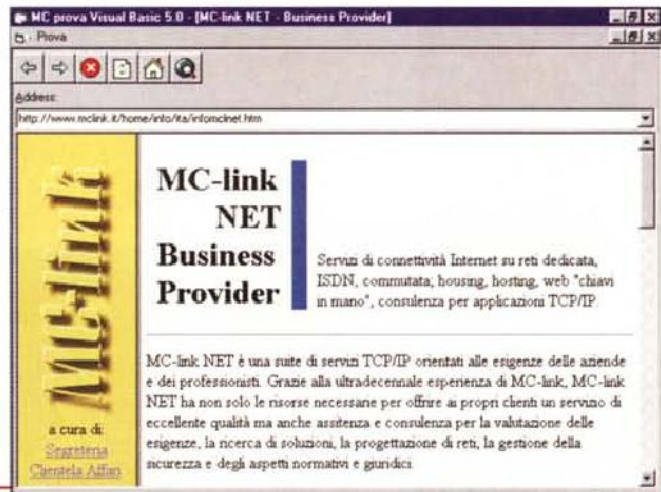 MC prova Visual Basic 5.0 - [MC-link NET - Business Provider]
Prova
Address:
http://www.mclink.it/home/info/ita/infomclnet.htm
MC-link
a cura di:
Segreteria
Clientela Affari
MC-link
NET
Business
Provider
Servizi di connettività Internet su reti dedicata,
ISDN, commutata; housing, hosting, web "chiavi
in mano", consulenza per applicazioni TCP/IP
MC-link NET è una suite di servizi TCP/IP orientati alle esigenze delle aziende
e dei professionisti. Grazie alla ultradecennale esperienza di MC-link, MC-link
NET ha non solo le risorse necessarie per offrire ai propri clienti un servizio di
eccellente qualità ma anche assitenza e consulenza per la valutazione delle
esigenze, la ricerca di soluzioni, la progettazione di reti, la gestione della
sicurezza e degli aspetti normativi e giuridici.